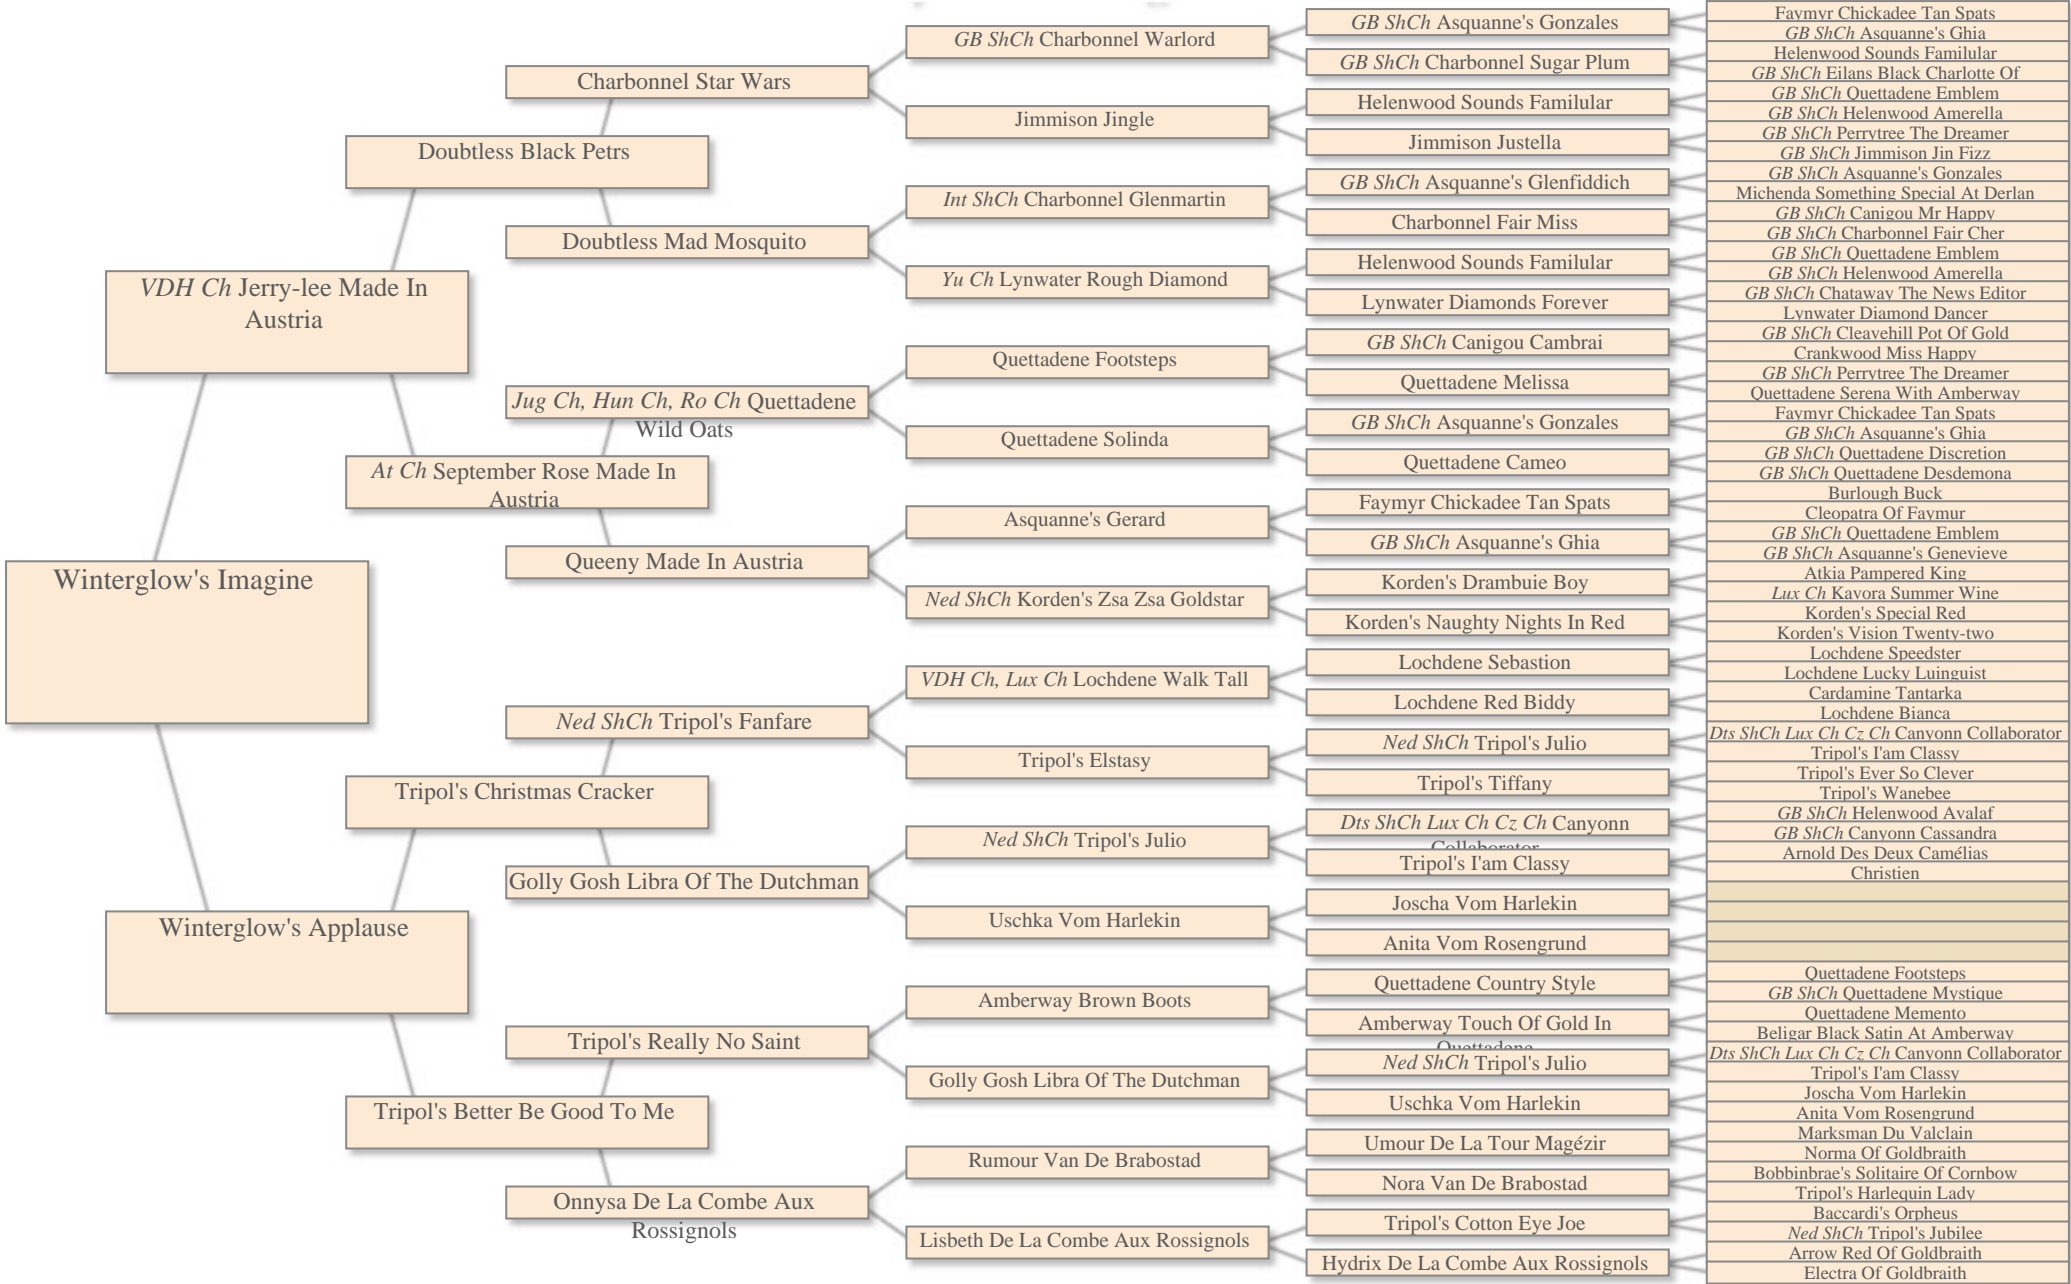 Winterglow's Imagine
VDH Ch Jerry-lee Made In
Austria
Winterglow's Applause
Doubtless Black Petrs
At Ch September Rose Made In
Austria
Tripol's Christmas Cracker
Tripol's Better Be Good To Me
Charbonnel Star Wars
Doubtless Mad Mosquito
Jug Ch, Hun Ch, Ro Ch Quettadene
Wild Oats
Queeny Made In Austria
Ned ShCh Tripol's Fanfare
Golly Gosh Libra Of The Dutchman
Tripol's Really No Saint
Onnysa De La Combe Aux
Rossignols
GB ShCh Charbonnel Warlord
Jimmison Jingle
Int ShCh Charbonnel Glenmartin
Yu Ch Lynwater Rough Diamond
Quettadene Footsteps
Quettadene Solinda
Asquanne's Gerard
Ned ShCh Korden's Zsa Zsa Goldstar
VDH Ch, Lux Ch Lochdene Walk Tall
Tripol's Elstasy
Ned ShCh Tripol's Julio
Uschka Vom Harlekin
Amberway Brown Boots
Golly Gosh Libra Of The Dutchman
Rumour Van De Brabostad
Lisbeth De La Combe Aux Rossignols
GB ShCh Asquanne's Gonzales
GB ShCh Charbonnel Sugar Plum
Helenwood Sounds Familular
Jimmison Justella
GB ShCh Asquanne's Glenfiddich
Charbonnel Fair Miss
Helenwood Sounds Familular
Lynwater Diamonds Forever
GB ShCh Canigou Cambrai
Quettadene Melissa
GB ShCh Asquanne's Gonzales
Quettadene Cameo
Faymyr Chickadee Tan Spats
GB ShCh Asquanne's Ghia
Korden's Drambuie Boy
Korden's Naughty Nights In Red
Lochdene Sebastion
Lochdene Red Biddy
Ned ShCh Tripol's Julio
Tripol's Tiffany
Dts ShCh Lux Ch Cz Ch Canyonn
Collaborator
Tripol's I'am Classy
Joscha Vom Harlekin
Anita Vom Rosengrund
Quettadene Country Style
Amberway Touch Of Gold In
Quettadene
Ned ShCh Tripol's Julio
Uschka Vom Harlekin
Umour De La Tour Magézir
Nora Van De Brabostad
Tripol's Cotton Eye Joe
Hydrix De La Combe Aux Rossignols
Faymyr Chickadee Tan Spats
GB ShCh Asquanne's Ghia
Helenwood Sounds Familular
GB ShCh Eilans Black Charlotte Of
GB ShCh Quettadene Emblem
GB ShCh Helenwood Amerella
GB ShCh Perrytree The Dreamer
GB ShCh Jimmison Jin Fizz
GB ShCh Asquanne's Gonzales
Michenda Something Special At Derlan
GB ShCh Canigou Mr Happy
GB ShCh Charbonnel Fair Cher
GB ShCh Quettadene Emblem
GB ShCh Helenwood Amerella
GB ShCh Chataway The News Editor
Lynwater Diamond Dancer
GB ShCh Cleavehill Pot Of Gold
Crankwood Miss Happy
GB ShCh Perrytree The Dreamer
Quettadene Serena With Amberway
Faymyr Chickadee Tan Spats
GB ShCh Asquanne's Ghia
GB ShCh Quettadene Discretion
GB ShCh Quettadene Desdemona
Burlough Buck
Cleopatra Of Faymur
GB ShCh Quettadene Emblem
GB ShCh Asquanne's Genevieve
Atkia Pampered King
Lux Ch Kavora Summer Wine
Korden's Special Red
Korden's Vision Twenty-two
Lochdene Speedster
Lochdene Lucky Luinguist
Cardamine Tantarka
Lochdene Bianca
Dts ShCh Lux Ch Cz Ch Canyonn Collaborator
Tripol's I'am Classy
Tripol's Ever So Clever
Tripol's Wanebee
GB ShCh Helenwood Avalaf
GB ShCh Canyonn Cassandra
Arnold Des Deux Camélias
Christien
Quettadene Footsteps
GB ShCh Quettadene Mystique
Quettadene Memento
Beligar Black Satin At Amberway
Dts ShCh Lux Ch Cz Ch Canyonn Collaborator
Tripol's I'am Classy
Joscha Vom Harlekin
Anita Vom Rosengrund
Marksman Du Valclain
Norma Of Goldbraith
Bobbinbrae's Solitaire Of Cornbow
Tripol's Harlequin Lady
Baccardi's Orpheus
Ned ShCh Tripol's Jubilee
Arrow Red Of Goldbraith
Electra Of Goldbraith